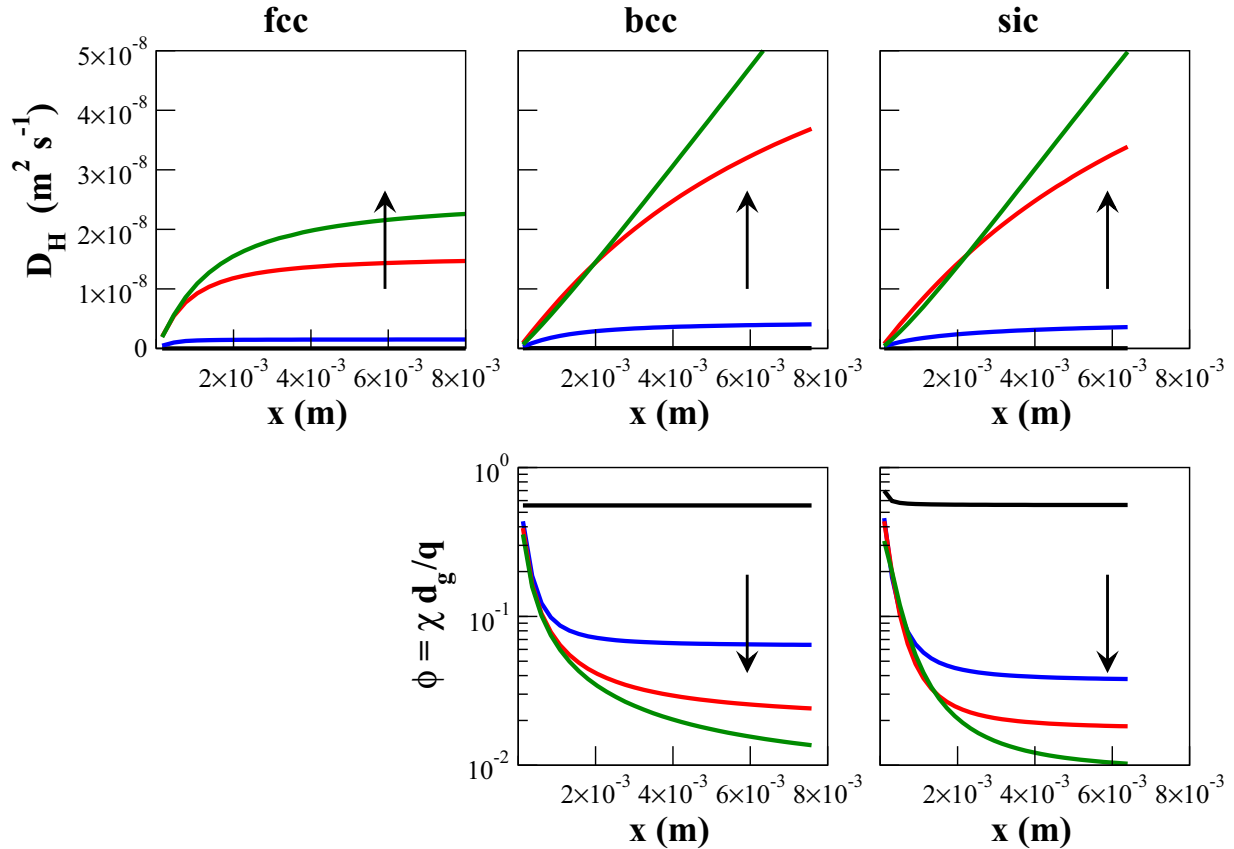 fcc bcc sic
5×10⁻⁸
4×10⁻⁸
3×10⁻⁸
2×10⁻⁸
1×10⁻⁸
0
D_H (m² s⁻¹)
2×10⁻³ 4×10⁻³ 6×10⁻³ 8×10⁻³ 2×10⁻³ 4×10⁻³ 6×10⁻³ 8×10⁻³ 2×10⁻³ 4×10⁻³ 6×10⁻³ 8×10⁻³
x (m) x (m) x (m)
10⁰
10⁻¹
10⁻²
ϕ = χ d_g/q
2×10⁻³ 4×10⁻³ 6×10⁻³ 8×10⁻³ 2×10⁻³ 4×10⁻³ 6×10⁻³ 8×10⁻³
x (m) x (m)